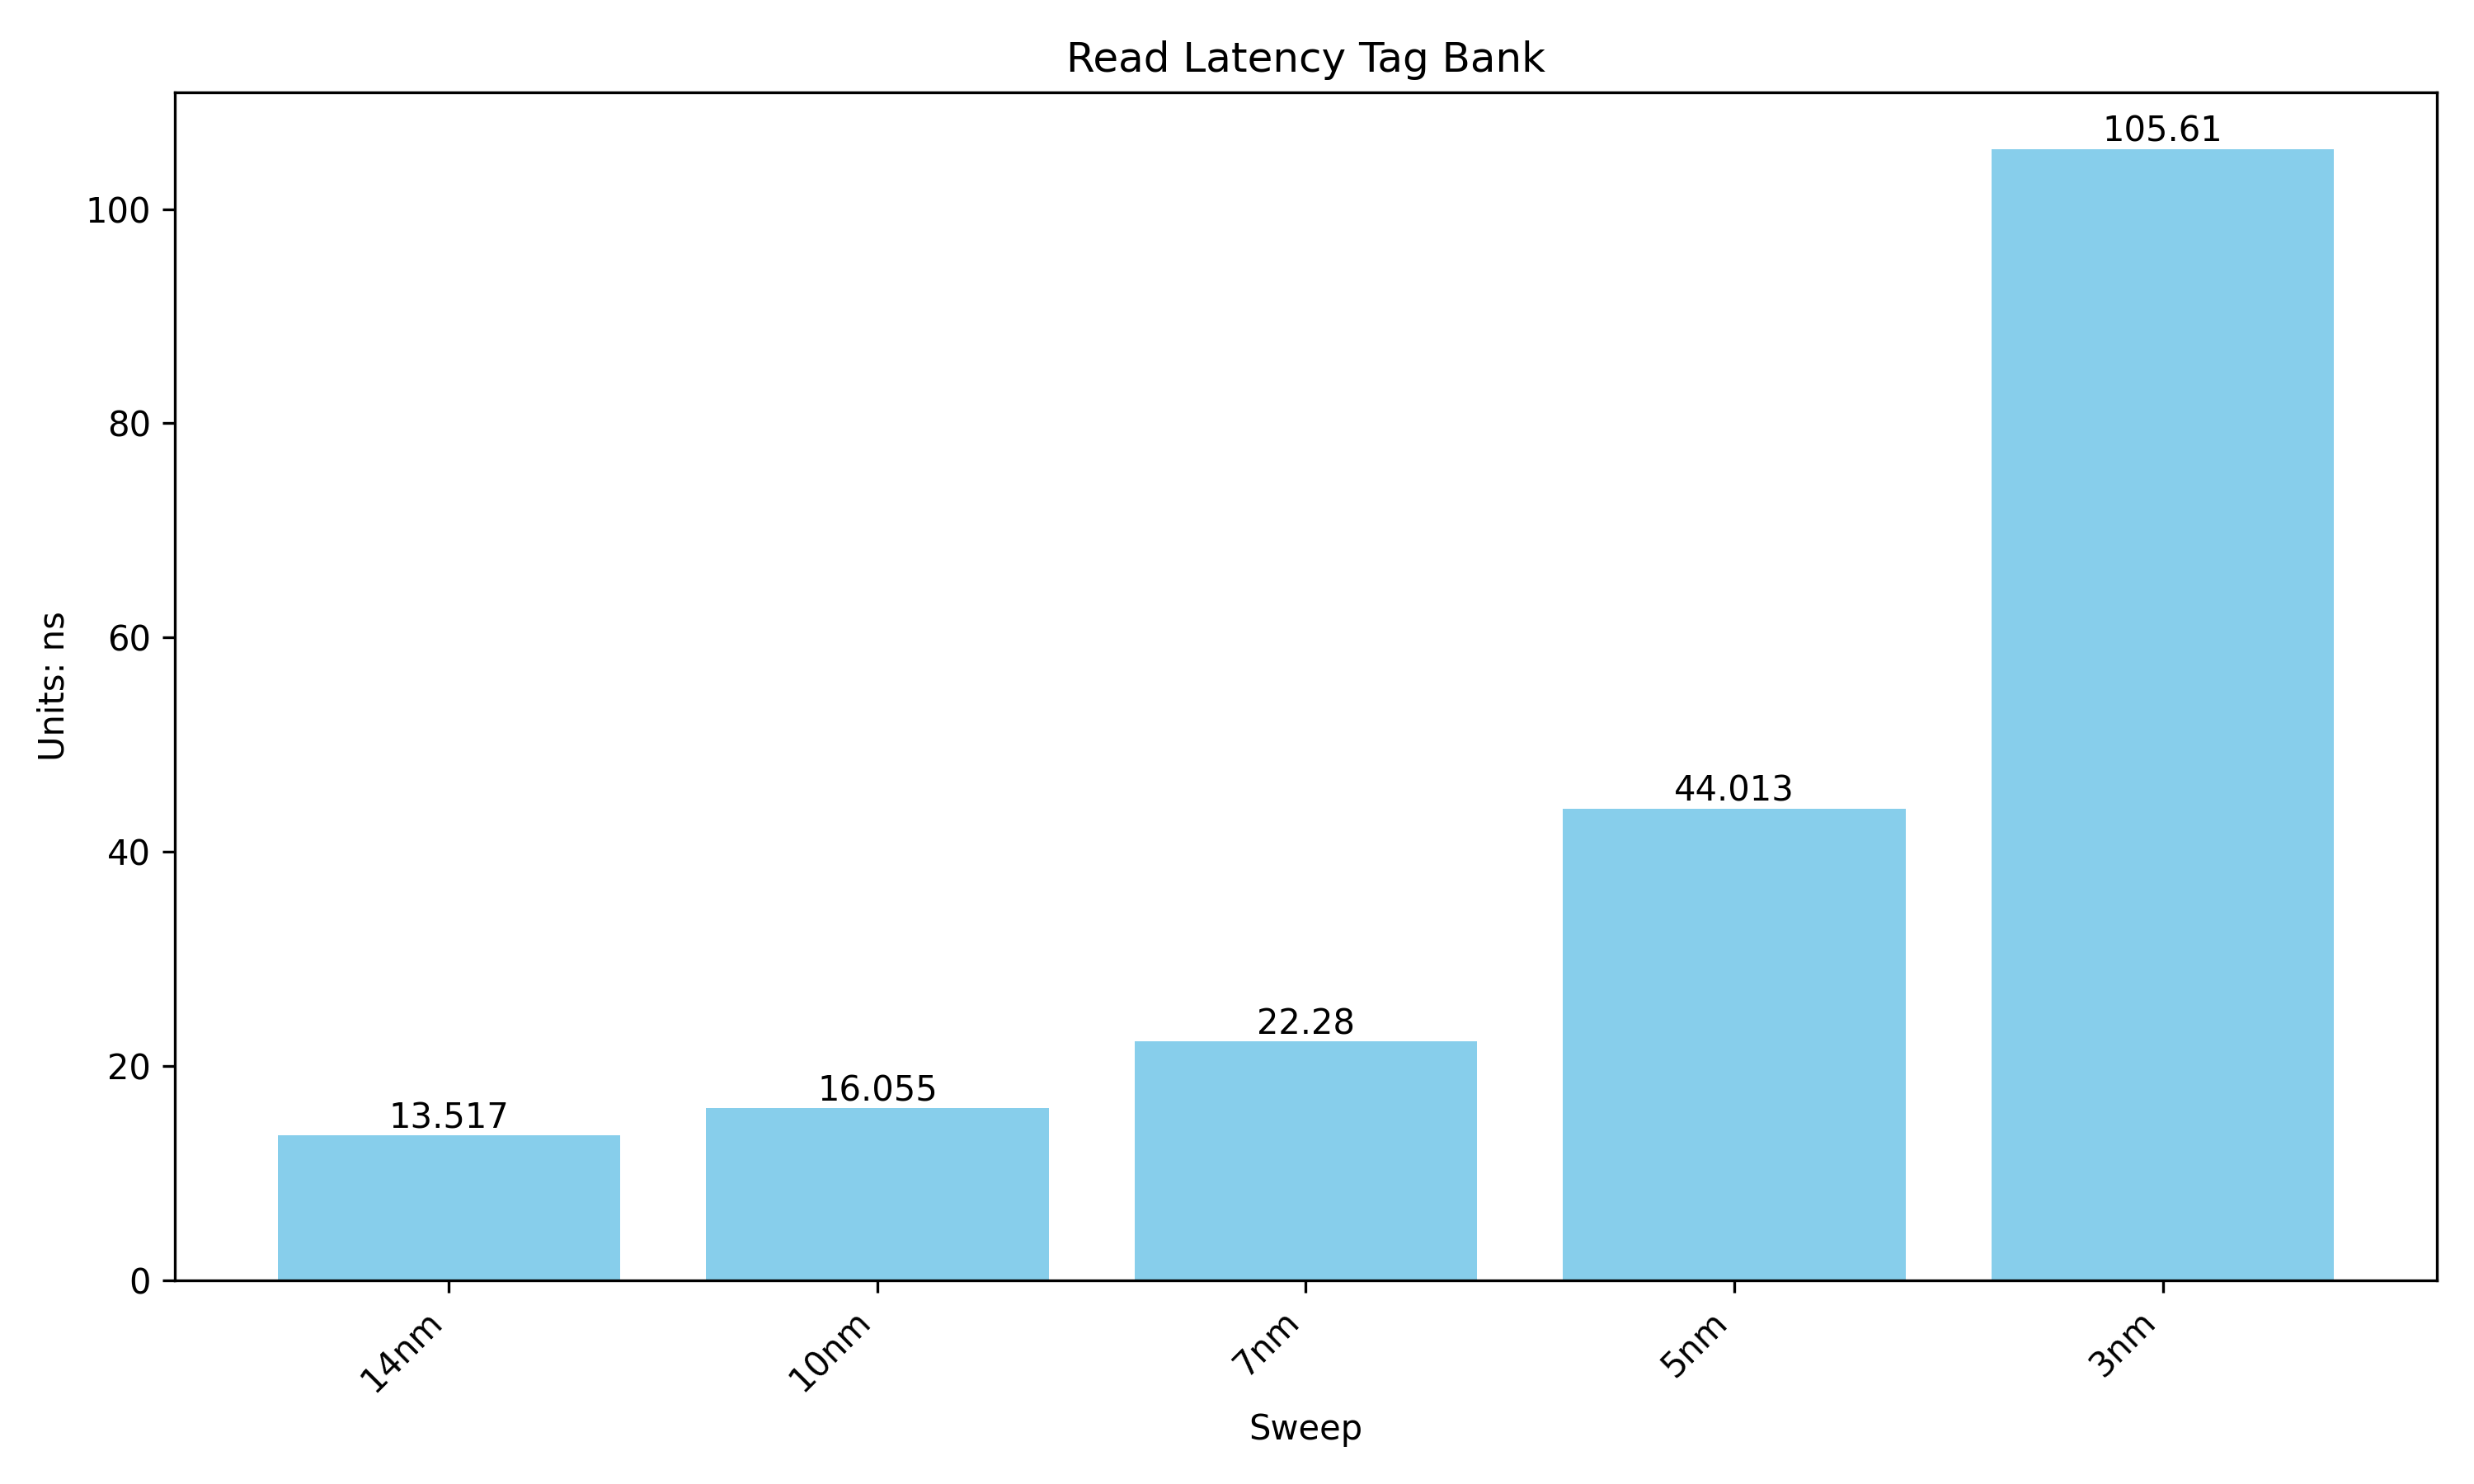 Read Latency Tag Bank
105.61
100
80
60
44.013
40
22.28
20
16.055
13.517
0
Units: ns
14nm
10nm
7nm
5nm
3nm
Sweep